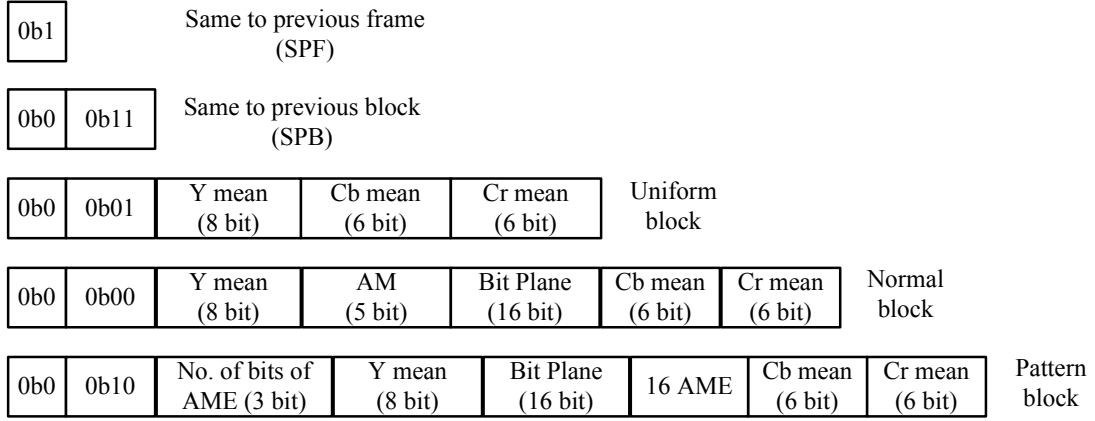 0b1
Same to previous frame
(SPF)
0b0 0b11
Same to previous block
(SPB)
0b0 0b01 Y mean (8 bit) Cb mean (6 bit) Cr mean (6 bit) Uniform block
0b0 0b00 Y mean (8 bit) AM (5 bit) Bit Plane (16 bit) Cb mean (6 bit) Cr mean (6 bit) Normal block
0b0 0b10 No. of bits of AME (3 bit) Y mean (8 bit) Bit Plane (16 bit) 16 AME Cb mean (6 bit) Cr mean (6 bit) Pattern block